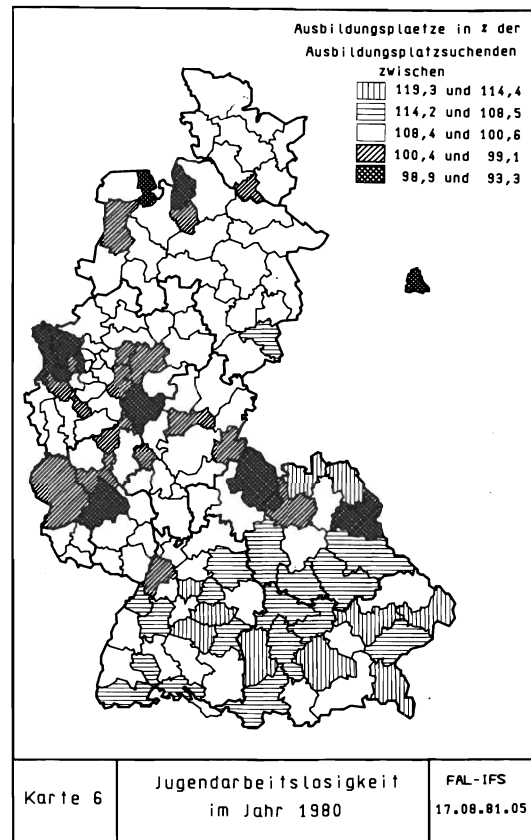 Ausbildungsplaetze in % der
Ausbildungsplatzsuchenden
zwischen
119,3 und 114,4
114,2 und 108,5
108,4 und 100,6
100,4 und 99,1
98,9 und 93,3
Karte 6
Jugendarbeitslosigkeit
im Jahr 1980
FAL-IFS
17.08.81.05